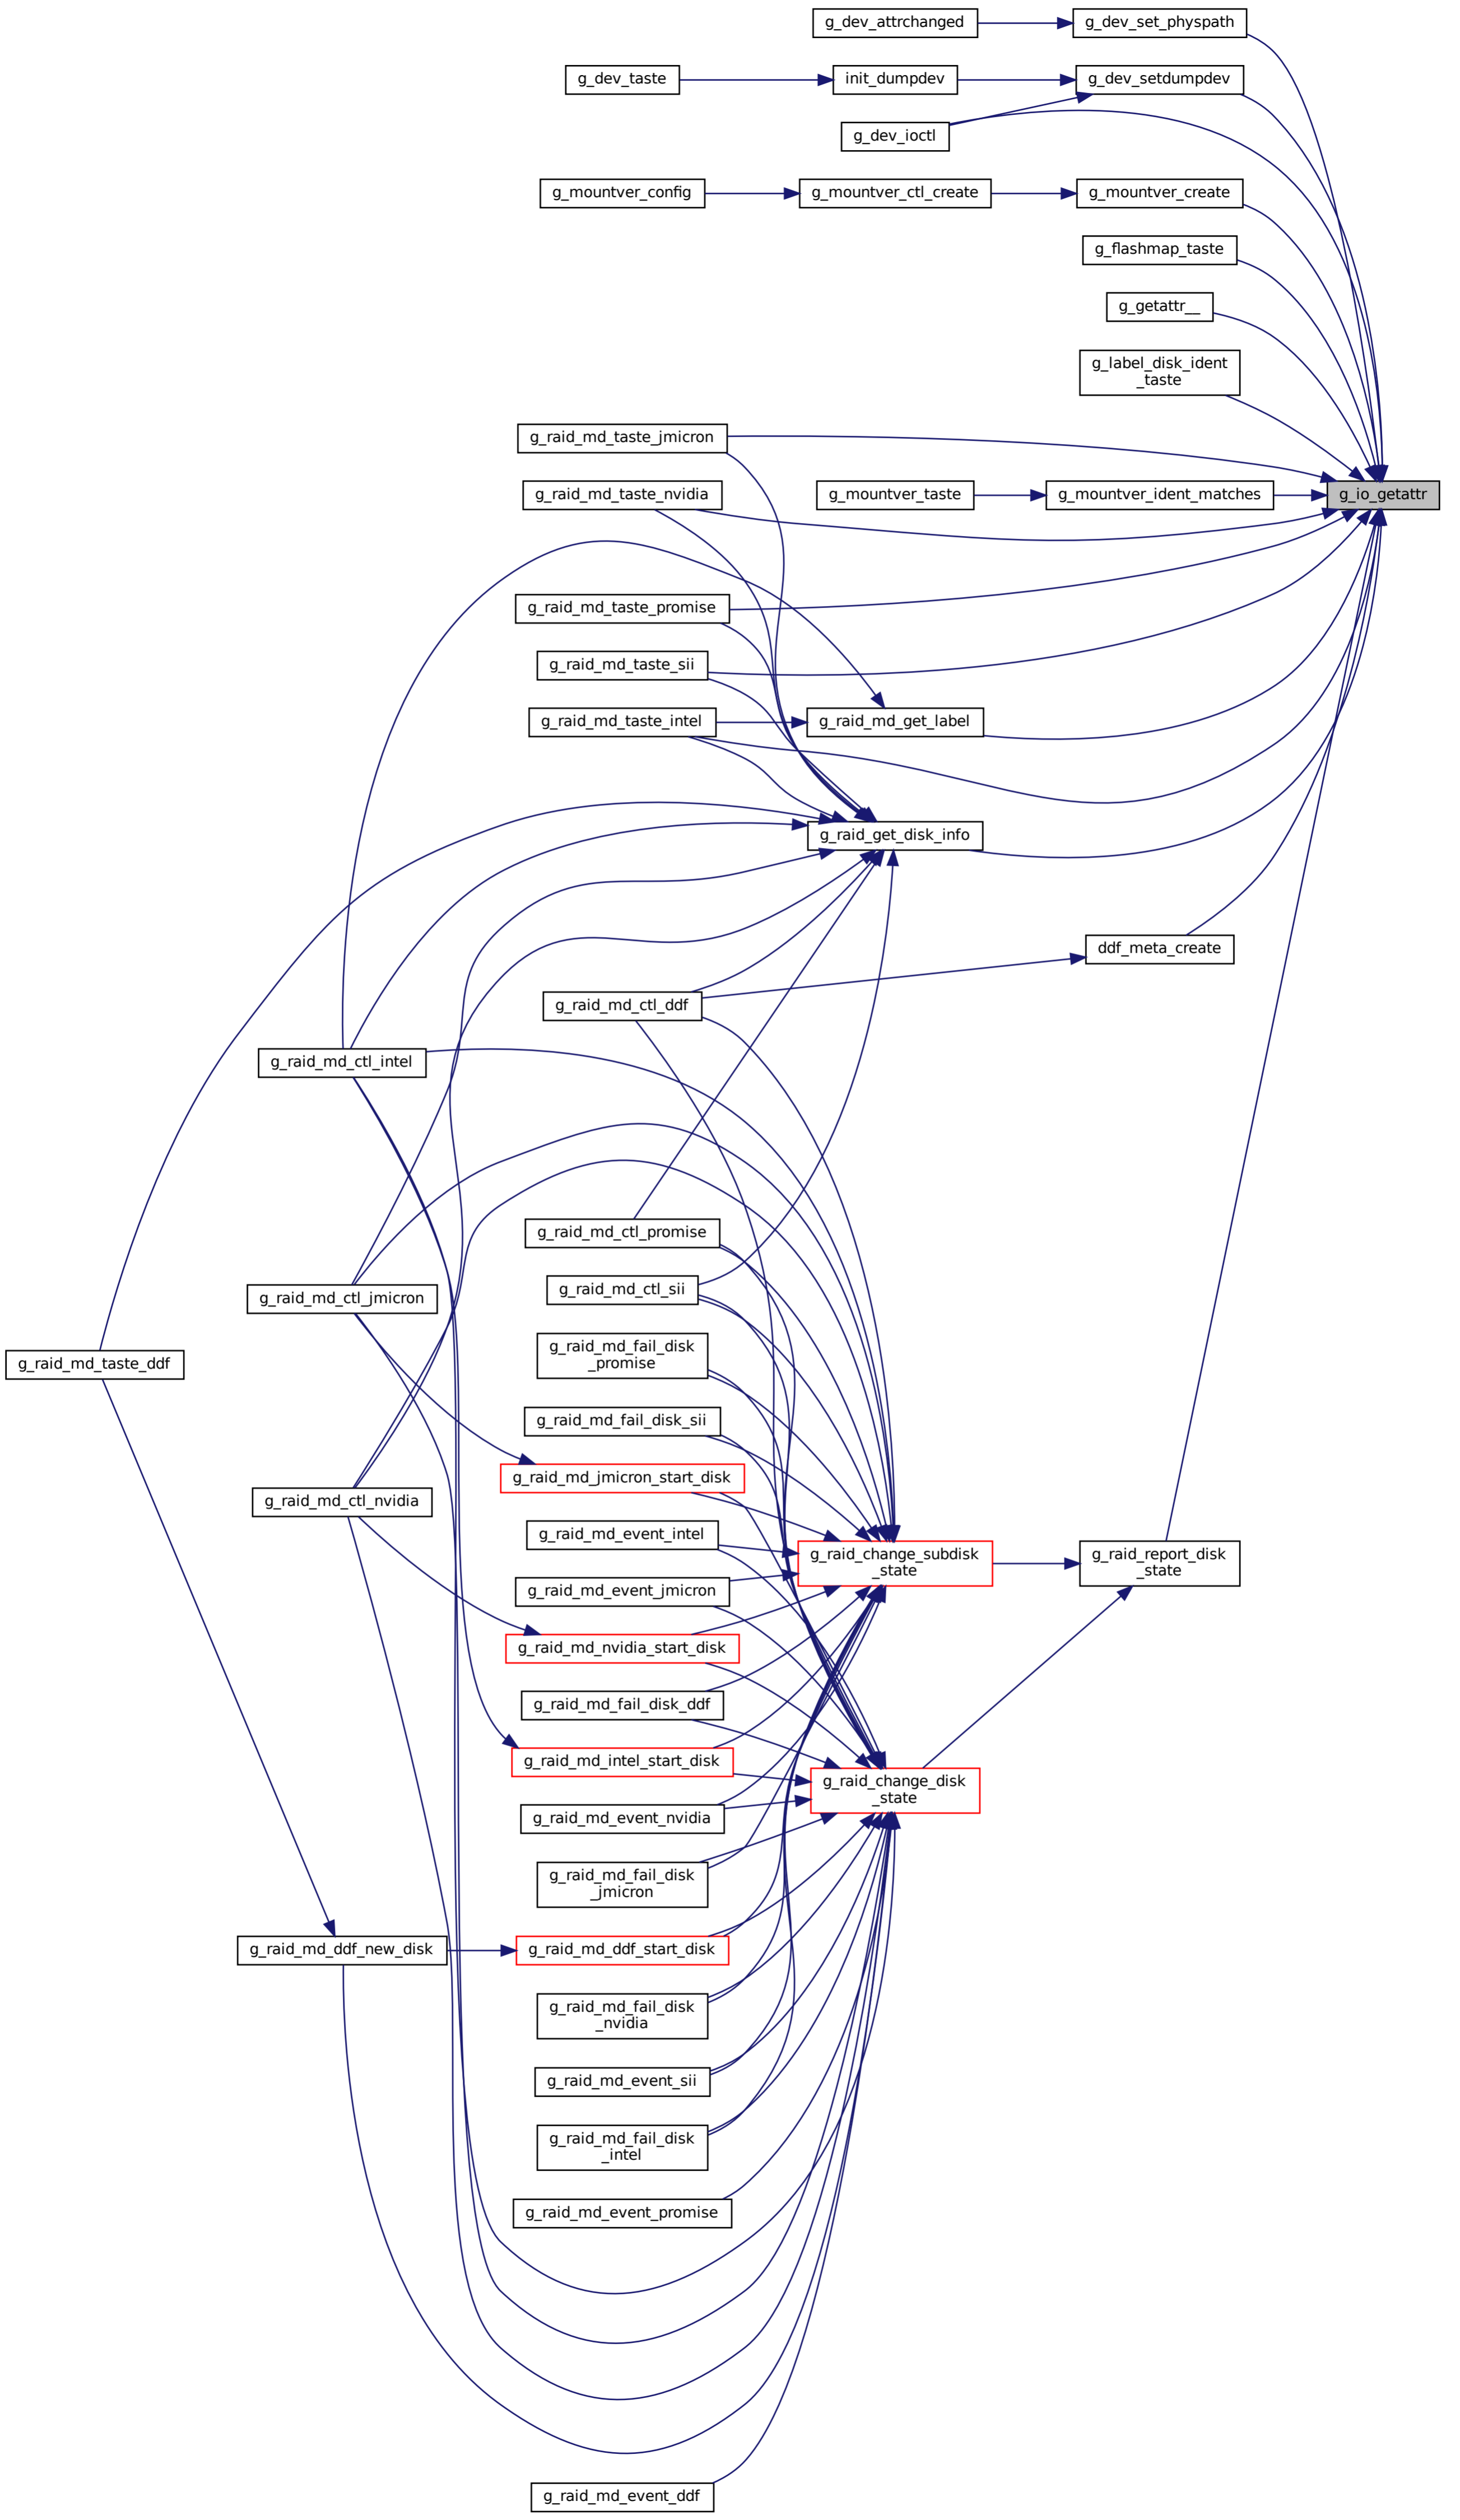 g_dev_attrchanged
g_dev_set_physpath
g_dev_taste
init_dumpdev
g_dev_setdumpdev
g_dev_ioctl
g_mountver_config
g_mountver_ctl_create
g_mountver_create
g_flashmap_taste
g_getattr__
g_label_disk_ident
_taste
g_raid_md_taste_jmicron
g_raid_md_taste_nvidia
g_mountver_taste
g_mountver_ident_matches
g_io_getattr
g_raid_md_taste_promise
g_raid_md_taste_sii
g_raid_md_taste_intel
g_raid_md_get_label
g_raid_get_disk_info
ddf_meta_create
g_raid_md_ctl_ddf
g_raid_md_ctl_intel
g_raid_md_ctl_promise
g_raid_md_ctl_sii
g_raid_md_ctl_jmicron
g_raid_md_fail_disk
_promise
g_raid_md_taste_ddf
g_raid_md_fail_disk_sii
g_raid_md_jmicron_start_disk
g_raid_md_ctl_nvidia
g_raid_md_event_intel
g_raid_change_subdisk
_state
g_raid_report_disk
_state
g_raid_md_event_jmicron
g_raid_md_nvidia_start_disk
g_raid_md_fail_disk_ddf
g_raid_md_intel_start_disk
g_raid_change_disk
_state
g_raid_md_event_nvidia
g_raid_md_fail_disk
_jmicron
g_raid_md_ddf_new_disk
g_raid_md_ddf_start_disk
g_raid_md_fail_disk
_nvidia
g_raid_md_event_sii
g_raid_md_fail_disk
_intel
g_raid_md_event_promise
g_raid_md_event_ddf